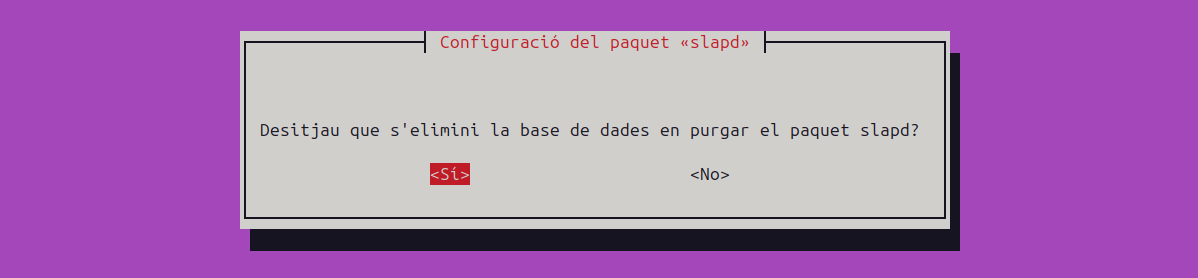 Configuració del paquet «slapd»
Desitjau que s'elimini la base de dades en purgar el paquet slapd?
<Sí> <No>